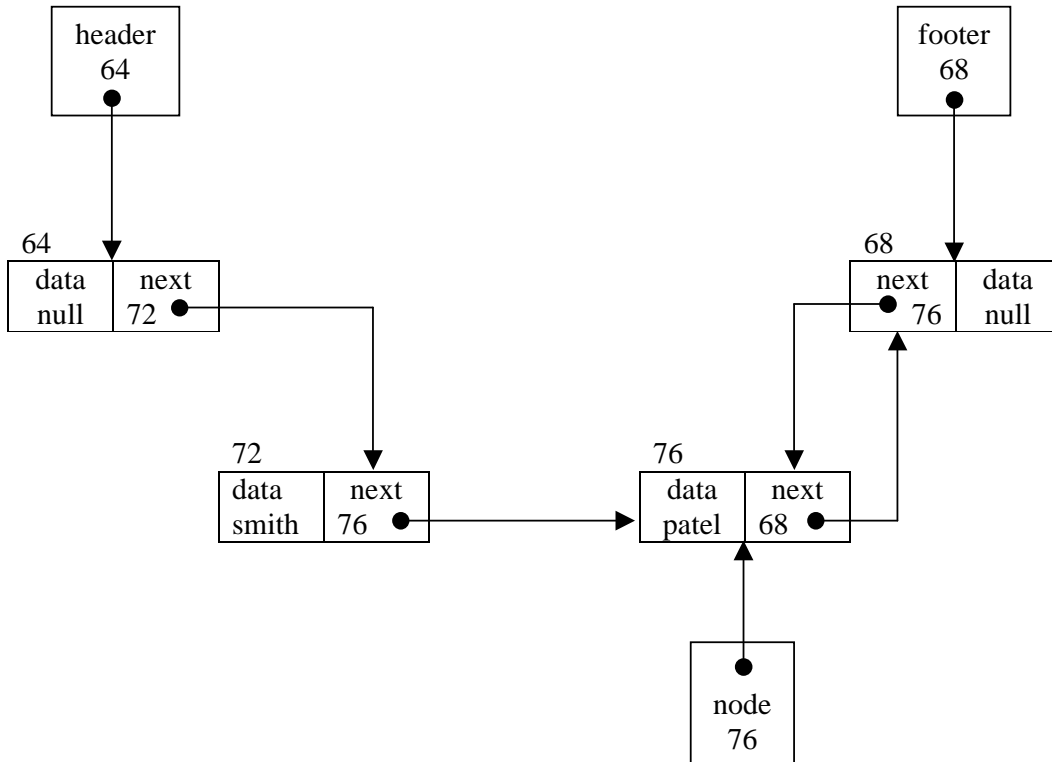 header
64
footer
68
64
data
null
next
72
68
next
76
data
null
72
data
smith
next
76
76
data
patel
next
68
node
76